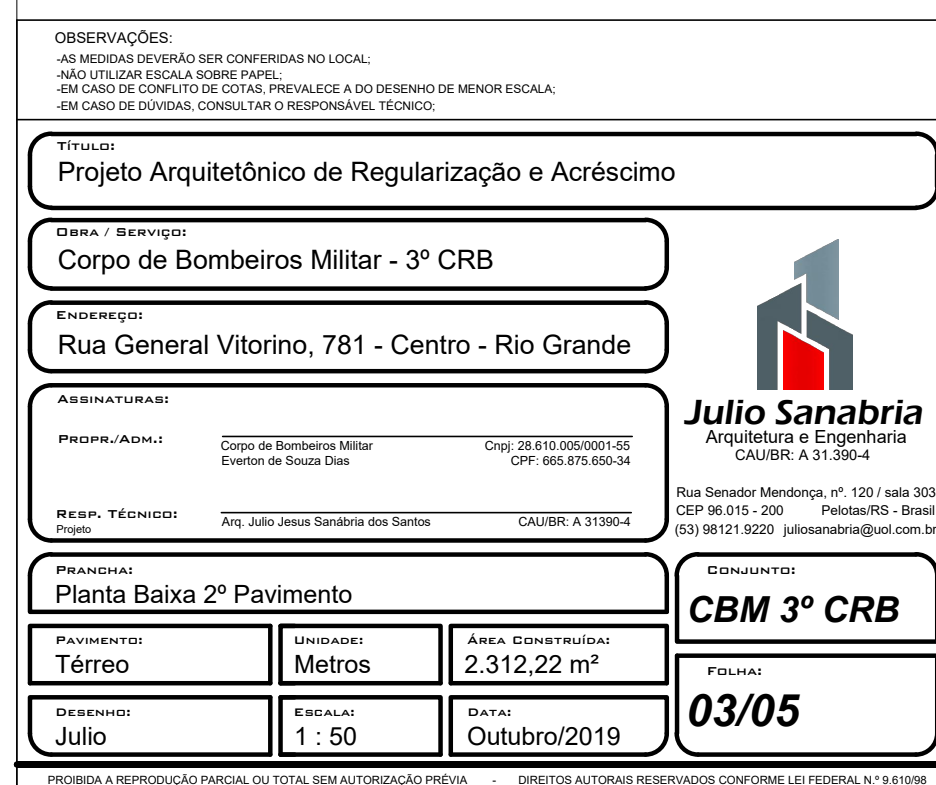 OBSERVAÇÕES:
-AS MEDIDAS DEVERÃO SER CONFERIDAS NO LOCAL;
-NÃO UTILIZAR ESCALA SOBRE PAPEL;
-EM CASO DE CONFLITO DE COTAS, PREVALECE A DO DESENHO DE MENOR ESCALA;
-EM CASO DE DÚVIDAS, CONSULTAR O RESPONSÁVEL TÉCNICO;
TÍTULO:
Projeto Arquitetônico de Regularização e Acréscimo
OBRA / SERVIÇO:
Corpo de Bombeiros Militar - 3º CRB
ENDEREÇO:
Rua General Vitorino, 781 - Centro - Rio Grande
ASSINATURAS:
PROPR./ADM.:
Corpo de Bombeiros Militar Cnpj: 28.610.005/0001-55
Everton de Souza Dias CPF: 665.875.650-34
RESP. TÉCNICO:
Projeto
Arq. Julio Jesus Sanábria dos Santos CAU/BR: A 31390-4
Julio Sanabria
Arquitetura e Engenharia
CAU/BR: A 31.390-4
Rua Senador Mendonça, nº. 120 / sala 303
CEP 96.015 - 200 Pelotas/RS - Brasil
(53) 98121.9220 juliosanabria@uol.com.br
PRANCHA:
Planta Baixa 2º Pavimento
CONJUNTO:
CBM 3º CRB
PAVIMENTO:
Térreo
UNIDADE:
Metros
ÁREA CONSTRUÍDA:
2.312,22 m²
FOLHA:
03/05
DESENHO:
Julio
ESCALA:
1 : 50
DATA:
Outubro/2019
PROIBIDA A REPRODUÇÃO PARCIAL OU TOTAL SEM AUTORIZAÇÃO PRÉVIA - DIREITOS AUTORAIS RESERVADOS CONFORME LEI FEDERAL N.º 9.610/98